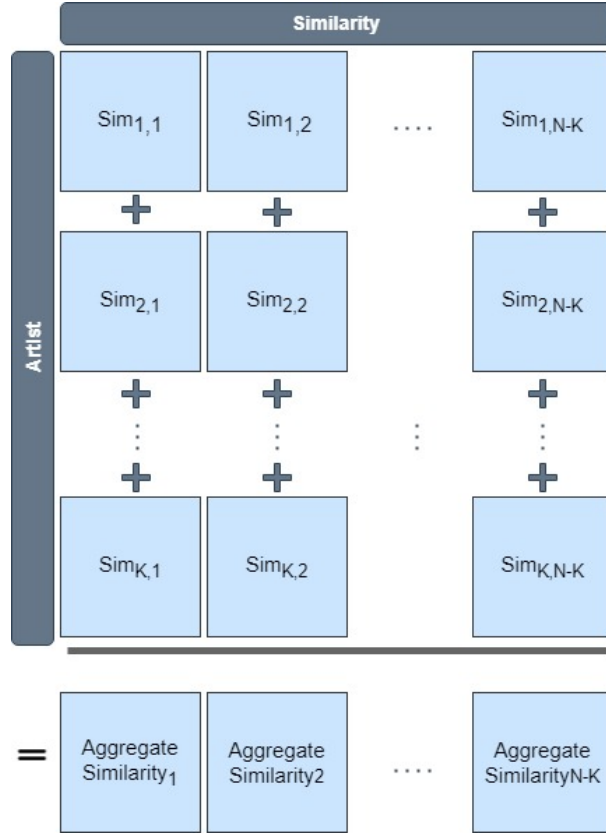 Similarity
Artist
Sim1,1
Sim1,2
....
Sim1,N-K
+
+
+
Sim2,1
Sim2,2
Sim2,N-K
+
+
+
+
+
+
SimK,1
SimK,2
SimK,N-K
=
Aggregate
Similarity1
Aggregate
Similarity2
....
Aggregate
SimilarityN-K